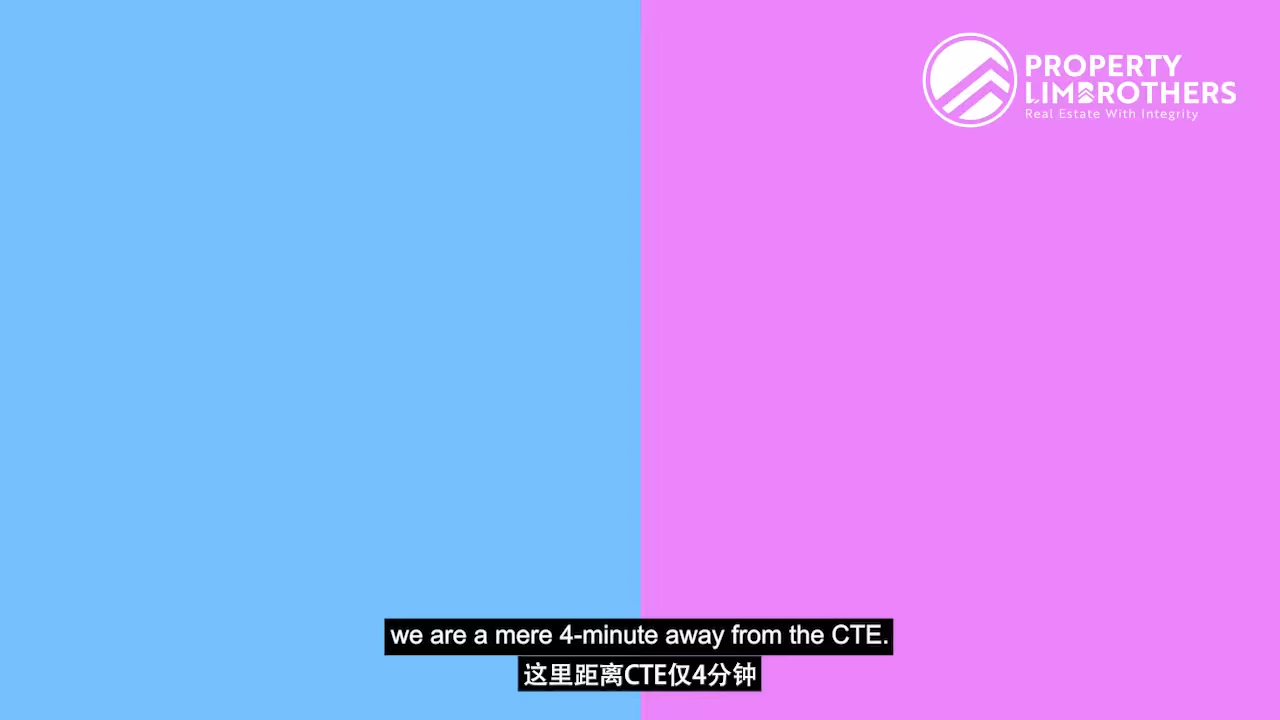 PROPERTY
LIMBROTHERS
Real Estate With Integrity
we are a mere 4-minute away from the CTE.
这里距离CTE仅4分钟